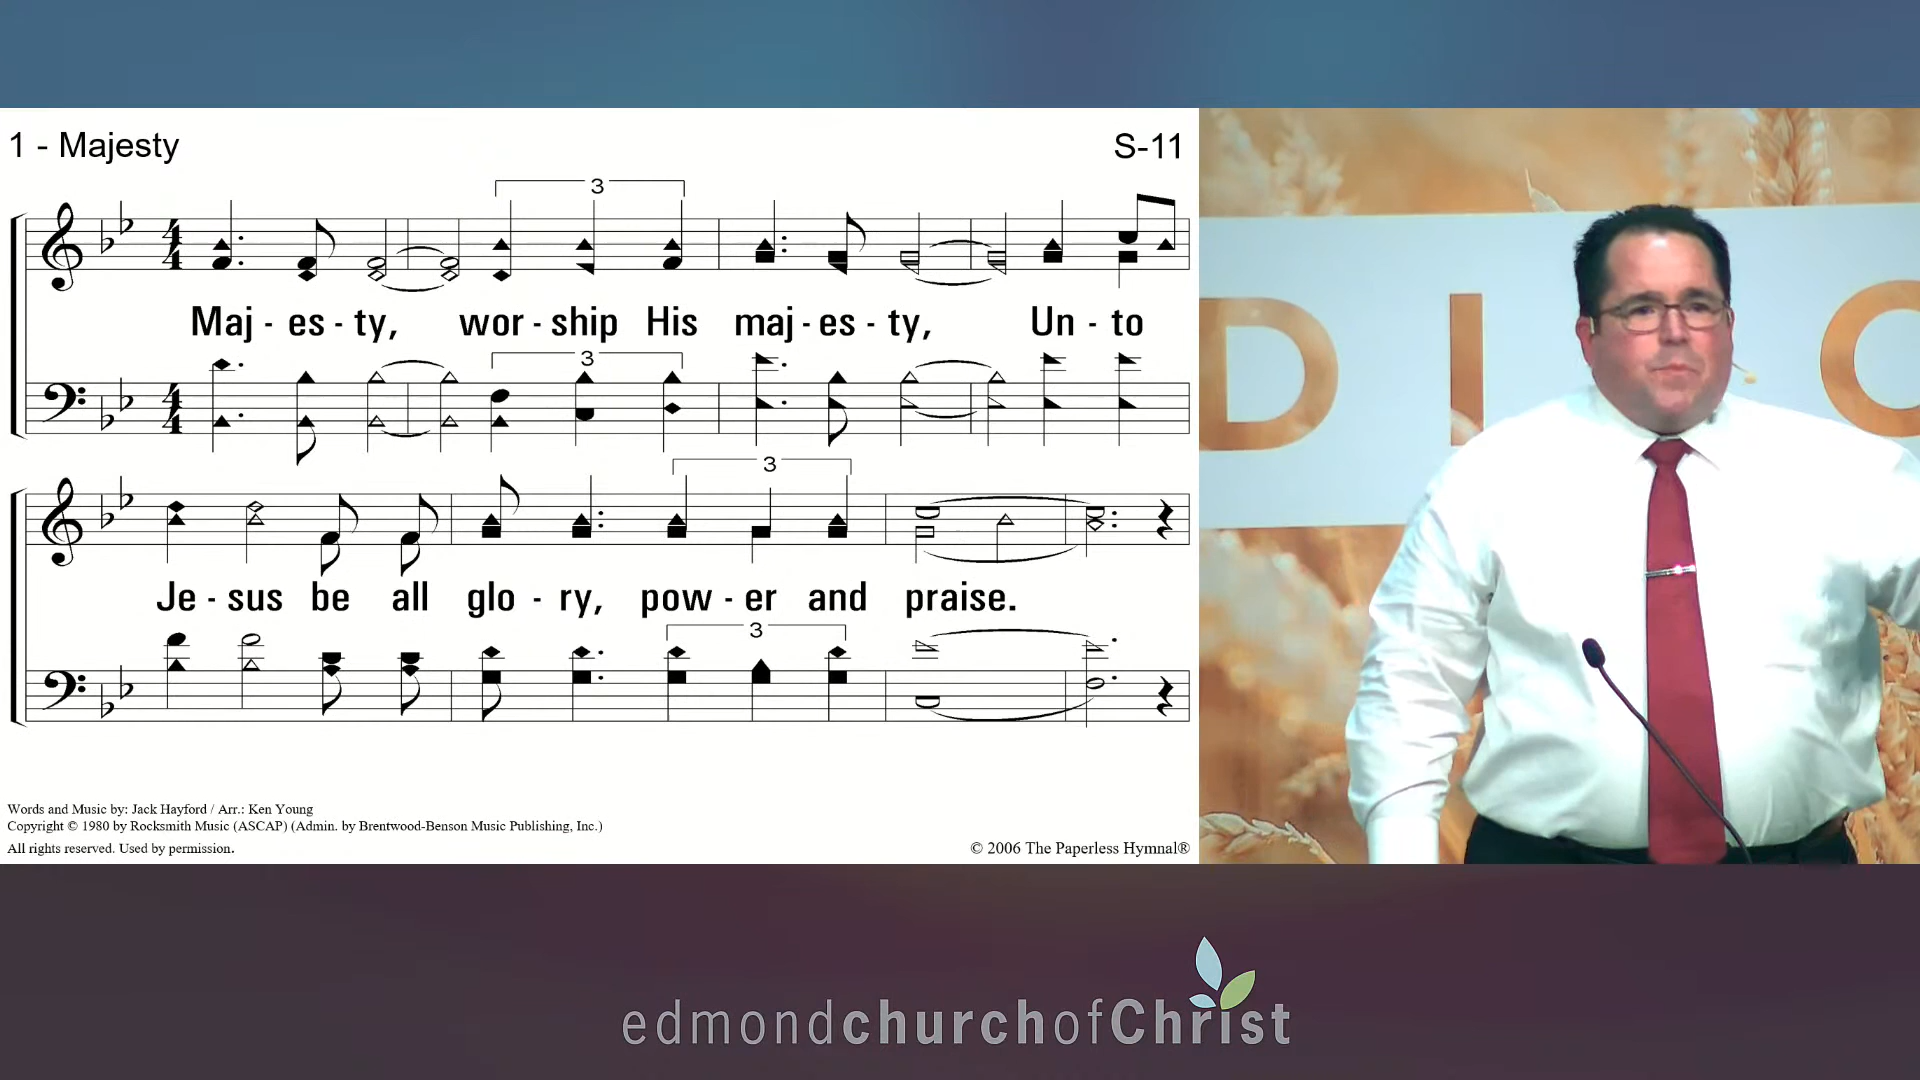 1 - Majesty
S-11
3
Maj - es - ty, wor - ship His maj - es - ty, Un - to
3
3
Je - sus be all glo - ry, pow - er and praise.
3
Words and Music by: Jack Hayford / Arr.: Ken Young
Copyright © 1980 by Rocksmith Music (ASCAP) (Admin. by Brentwood-Benson Music Publishing, Inc.)
All rights reserved. Used by permission.
© 2006 The Paperless Hymnal®
D I O
edmondchurchofChrist